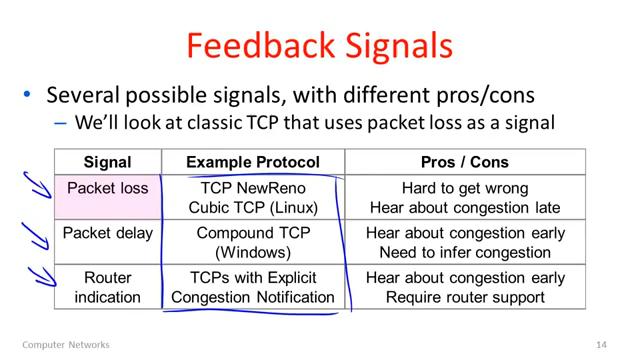 Feedback Signals
• Several possible signals, with different pros/cons
– We'll look at classic TCP that uses packet loss as a signal
Signal Example Protocol Pros / Cons
Packet loss TCP NewReno Hard to get wrong
Cubic TCP (Linux) Hear about congestion late
Packet delay Compound TCP Hear about congestion early
(Windows) Need to infer congestion
Router TCPs with Explicit Hear about congestion early
indication Congestion Notification Require router support
Computer Networks 14